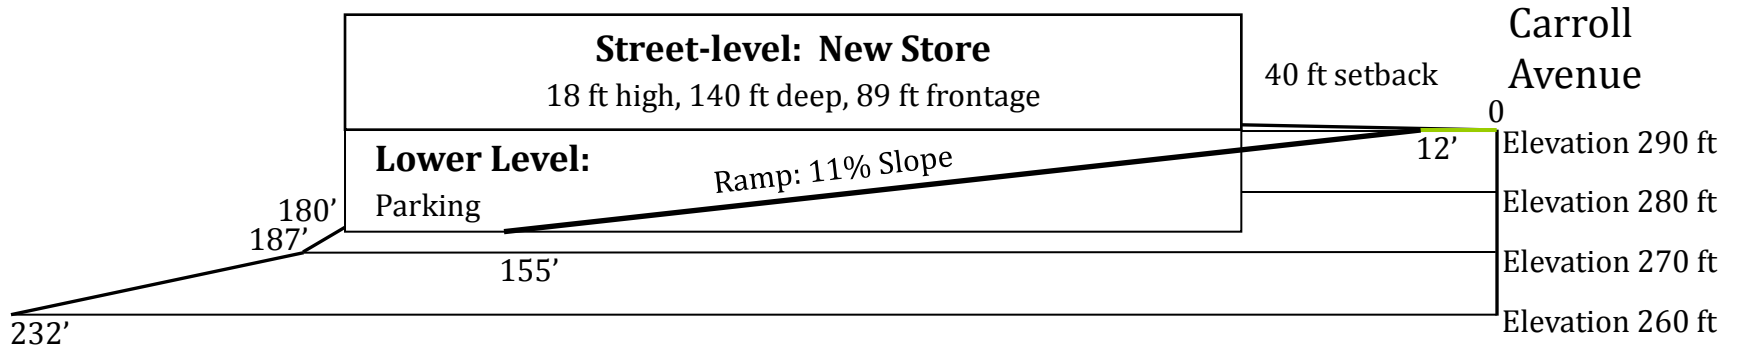 Carroll
Avenue
Street-level:  New Store
18 ft high, 140 ft deep, 89 ft frontage
40 ft setback
0
12’
Elevation 290 ft
Lower Level:
Parking
Ramp: 11% Slope
Elevation 280 ft
180’
187’
155’
Elevation 270 ft
232’
Elevation 260 ft